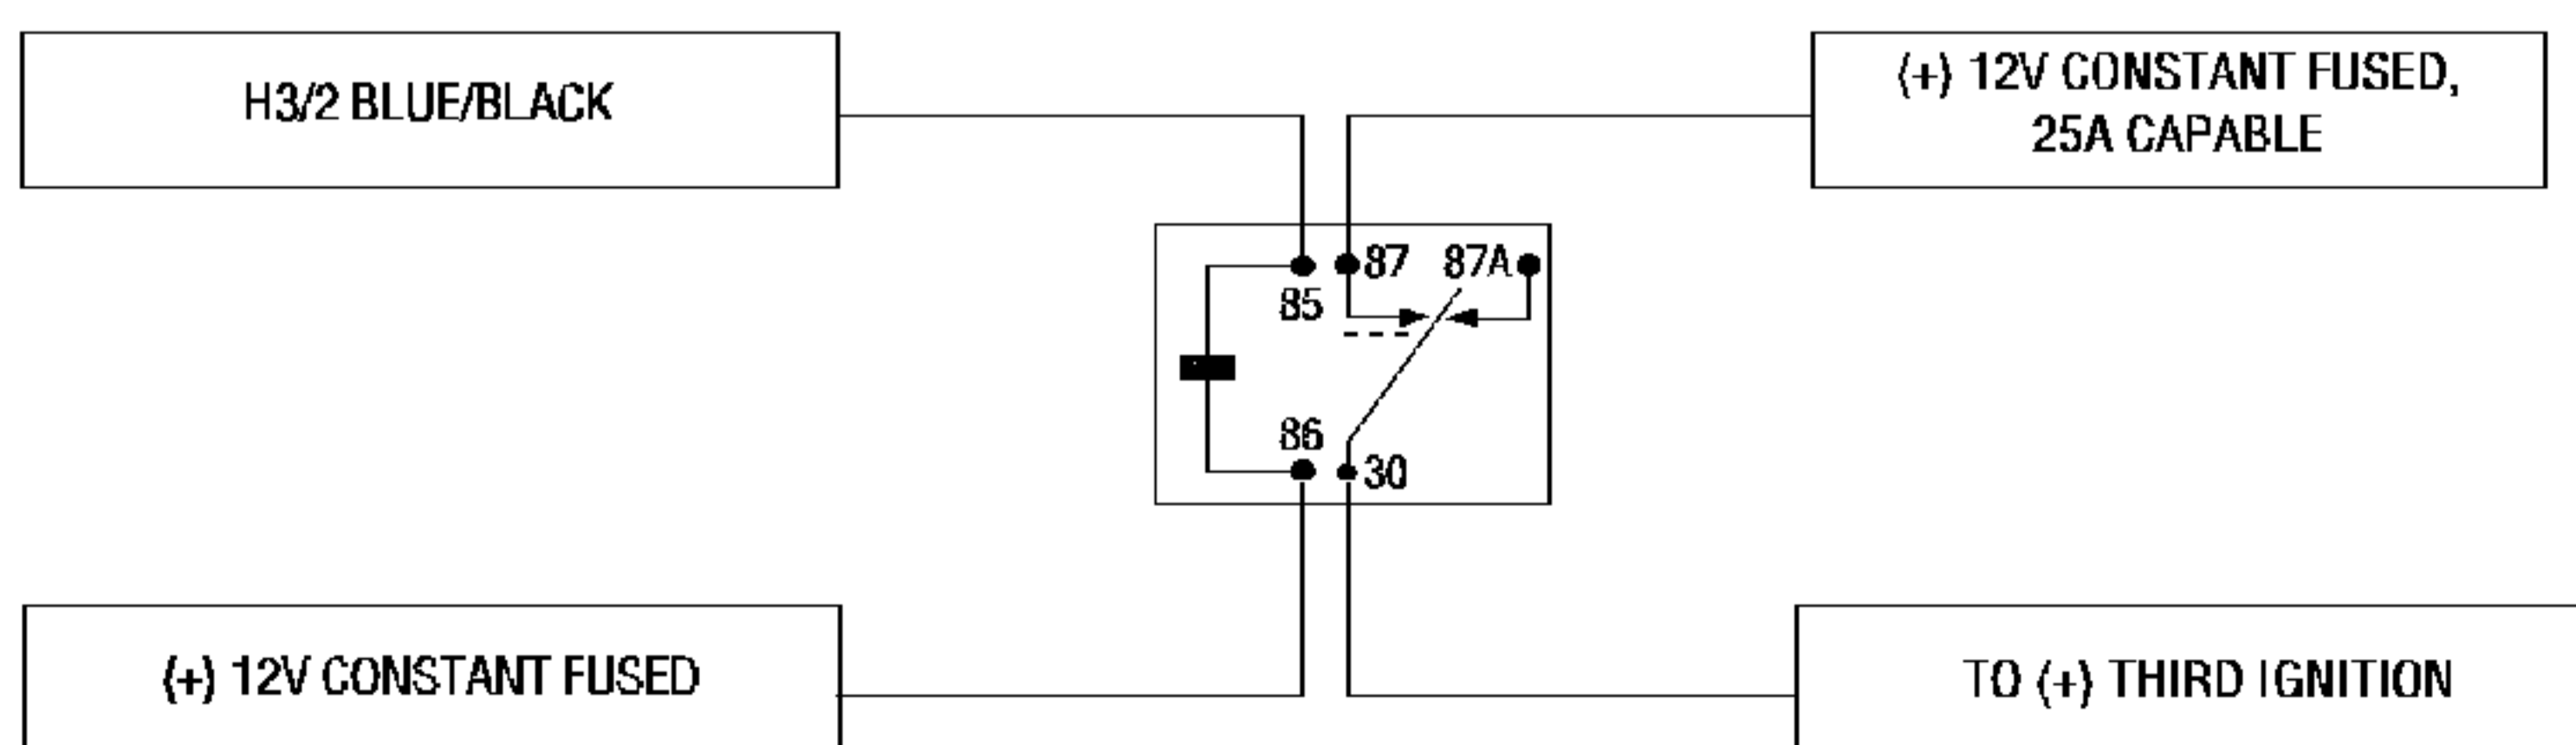 H3/2 BLUE/BLACK
(+) 12V CONSTANT FUSED,
25A CAPABLE
87 87A
85
86
30
(+) 12V CONSTANT FUSED
TO (+) THIRD IGNITION